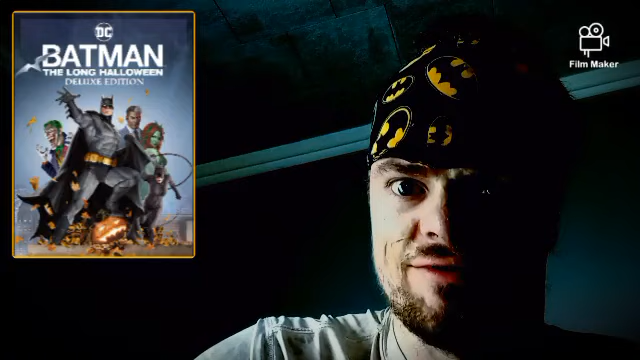 DC
BATMAN
THE LONG HALLOWEEN
DELUXE EDITION
Film Maker